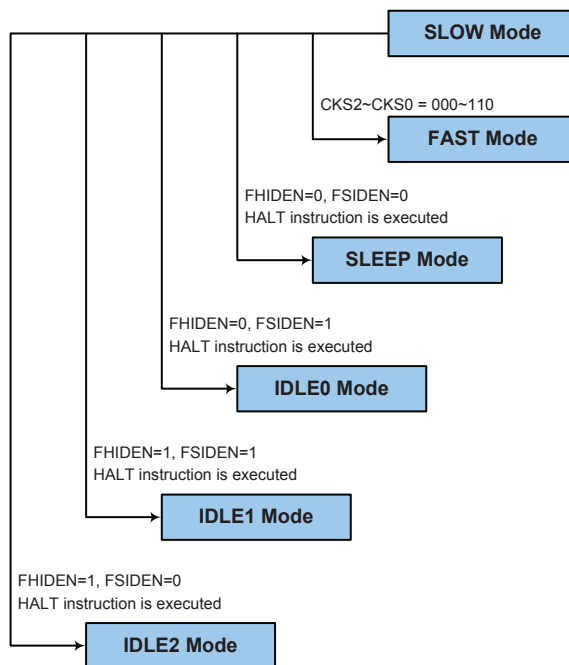 SLOW Mode
CKS2~CKS0 = 000~110
FAST Mode
FHIDEN=0, FSIDEN=0
HALT instruction is executed
SLEEP Mode
FHIDEN=0, FSIDEN=1
HALT instruction is executed
IDLE0 Mode
FHIDEN=1, FSIDEN=1
HALT instruction is executed
IDLE1 Mode
FHIDEN=1, FSIDEN=0
HALT instruction is executed
IDLE2 Mode